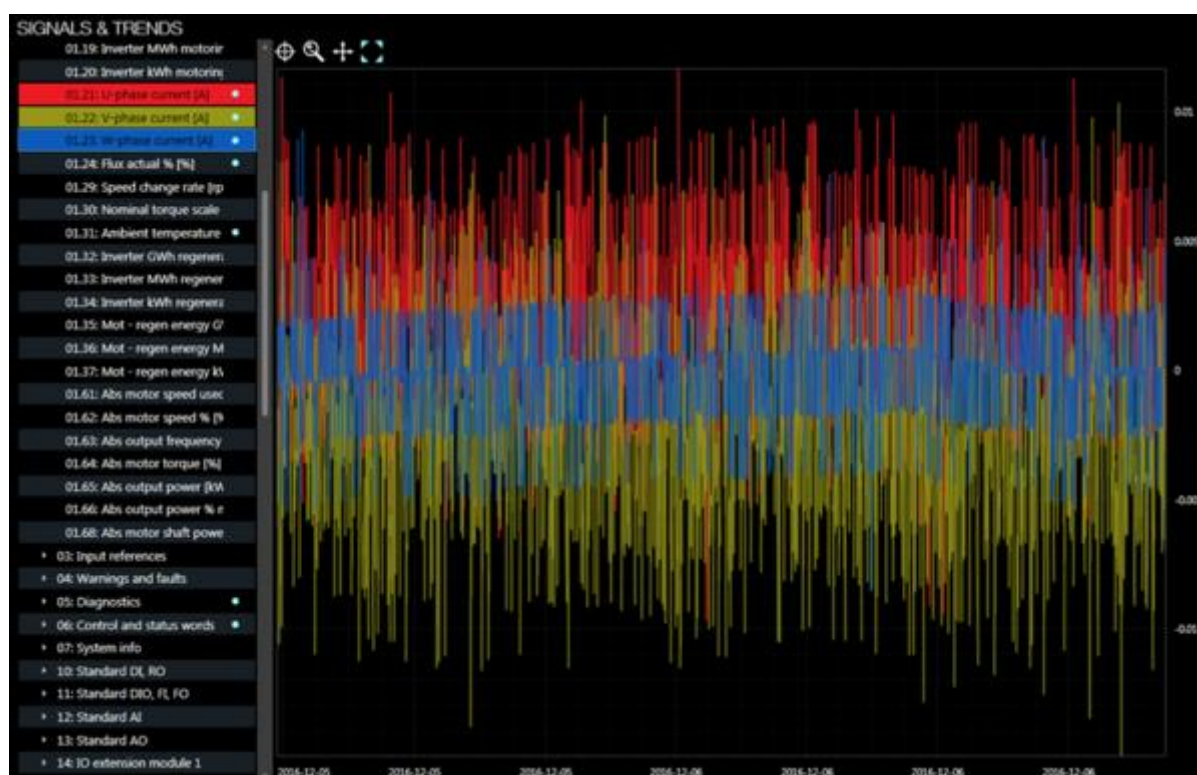 SIGNALS & TRENDS
01.19: Inverter MWh motorin
01.20: Inverter kWh motoring
01.21: U-phase current [A]
01.22: V-phase current [A]
01.23: W-phase current [A]
01.24: Flux actual % [%]
01.29: Speed change rate [rp
01.30: Nominal torque scale
01.31: Ambient temperature
01.32: Inverter GWh regenera
01.33: Inverter MWh regener
01.34: Inverter kWh regenera
01.35: Mot - regen energy G
01.36: Mot - regen energy M
01.37: Mot - regen energy k
01.61: Abs motor speed used
01.62: Abs motor speed % [%
01.63: Abs output frequency
01.64: Abs motor torque [%]
01.65: Abs output power [kW
01.66: Abs output power % r
01.68: Abs motor shaft powe
03: Input references
04: Warnings and faults
05: Diagnostics
06: Control and status words
07: System info
10: Standard DI, RO
11: Standard DIO, FI, FO
12: Standard AI
13: Standard AO
14: IO extension module 1
0.01
0.005
0
-0.00
-0.01
2016-12-05 2016-12-05 2016-12-05 2016-12-06 2016-12-06 2016-12-06 2016-12-06